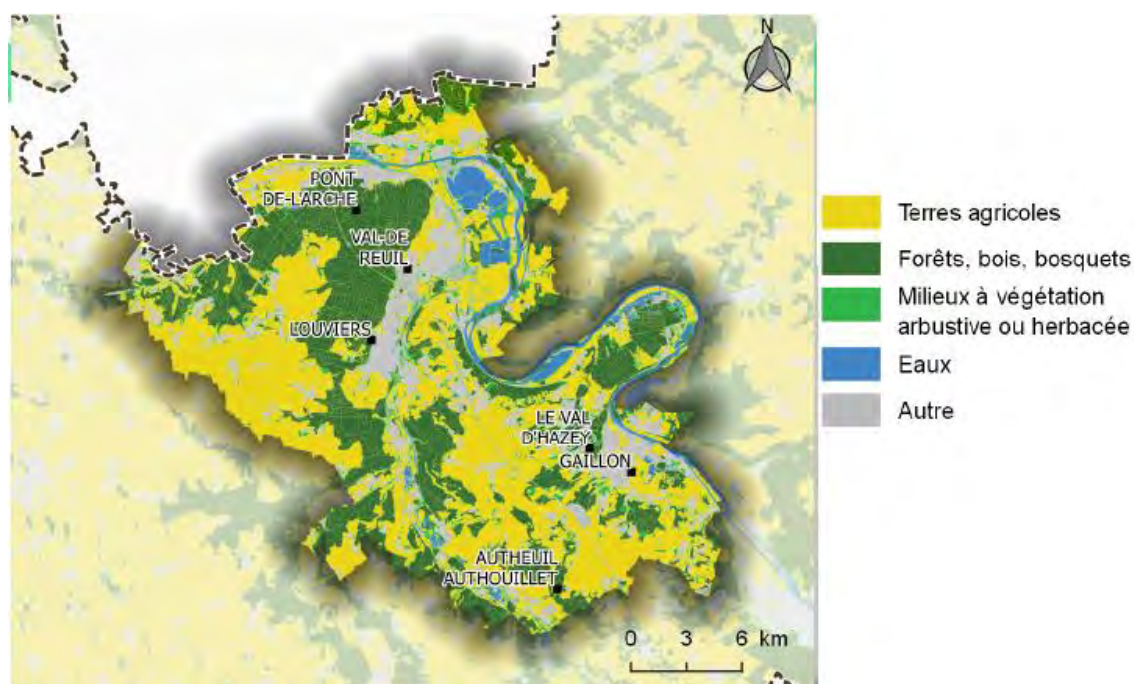 N
PONT
DE-L'ARCHE
VAL-DE
REUIL
LOUVIERS
LE VAL
D'HAZEY
GAILLON
AUTHEUIL
AUTHOUILLET
0 3 6 km
Terres agricoles
Forêts, bois, bosquets
Milieux à végétation
arbustive ou herbacée
Eaux
Autre